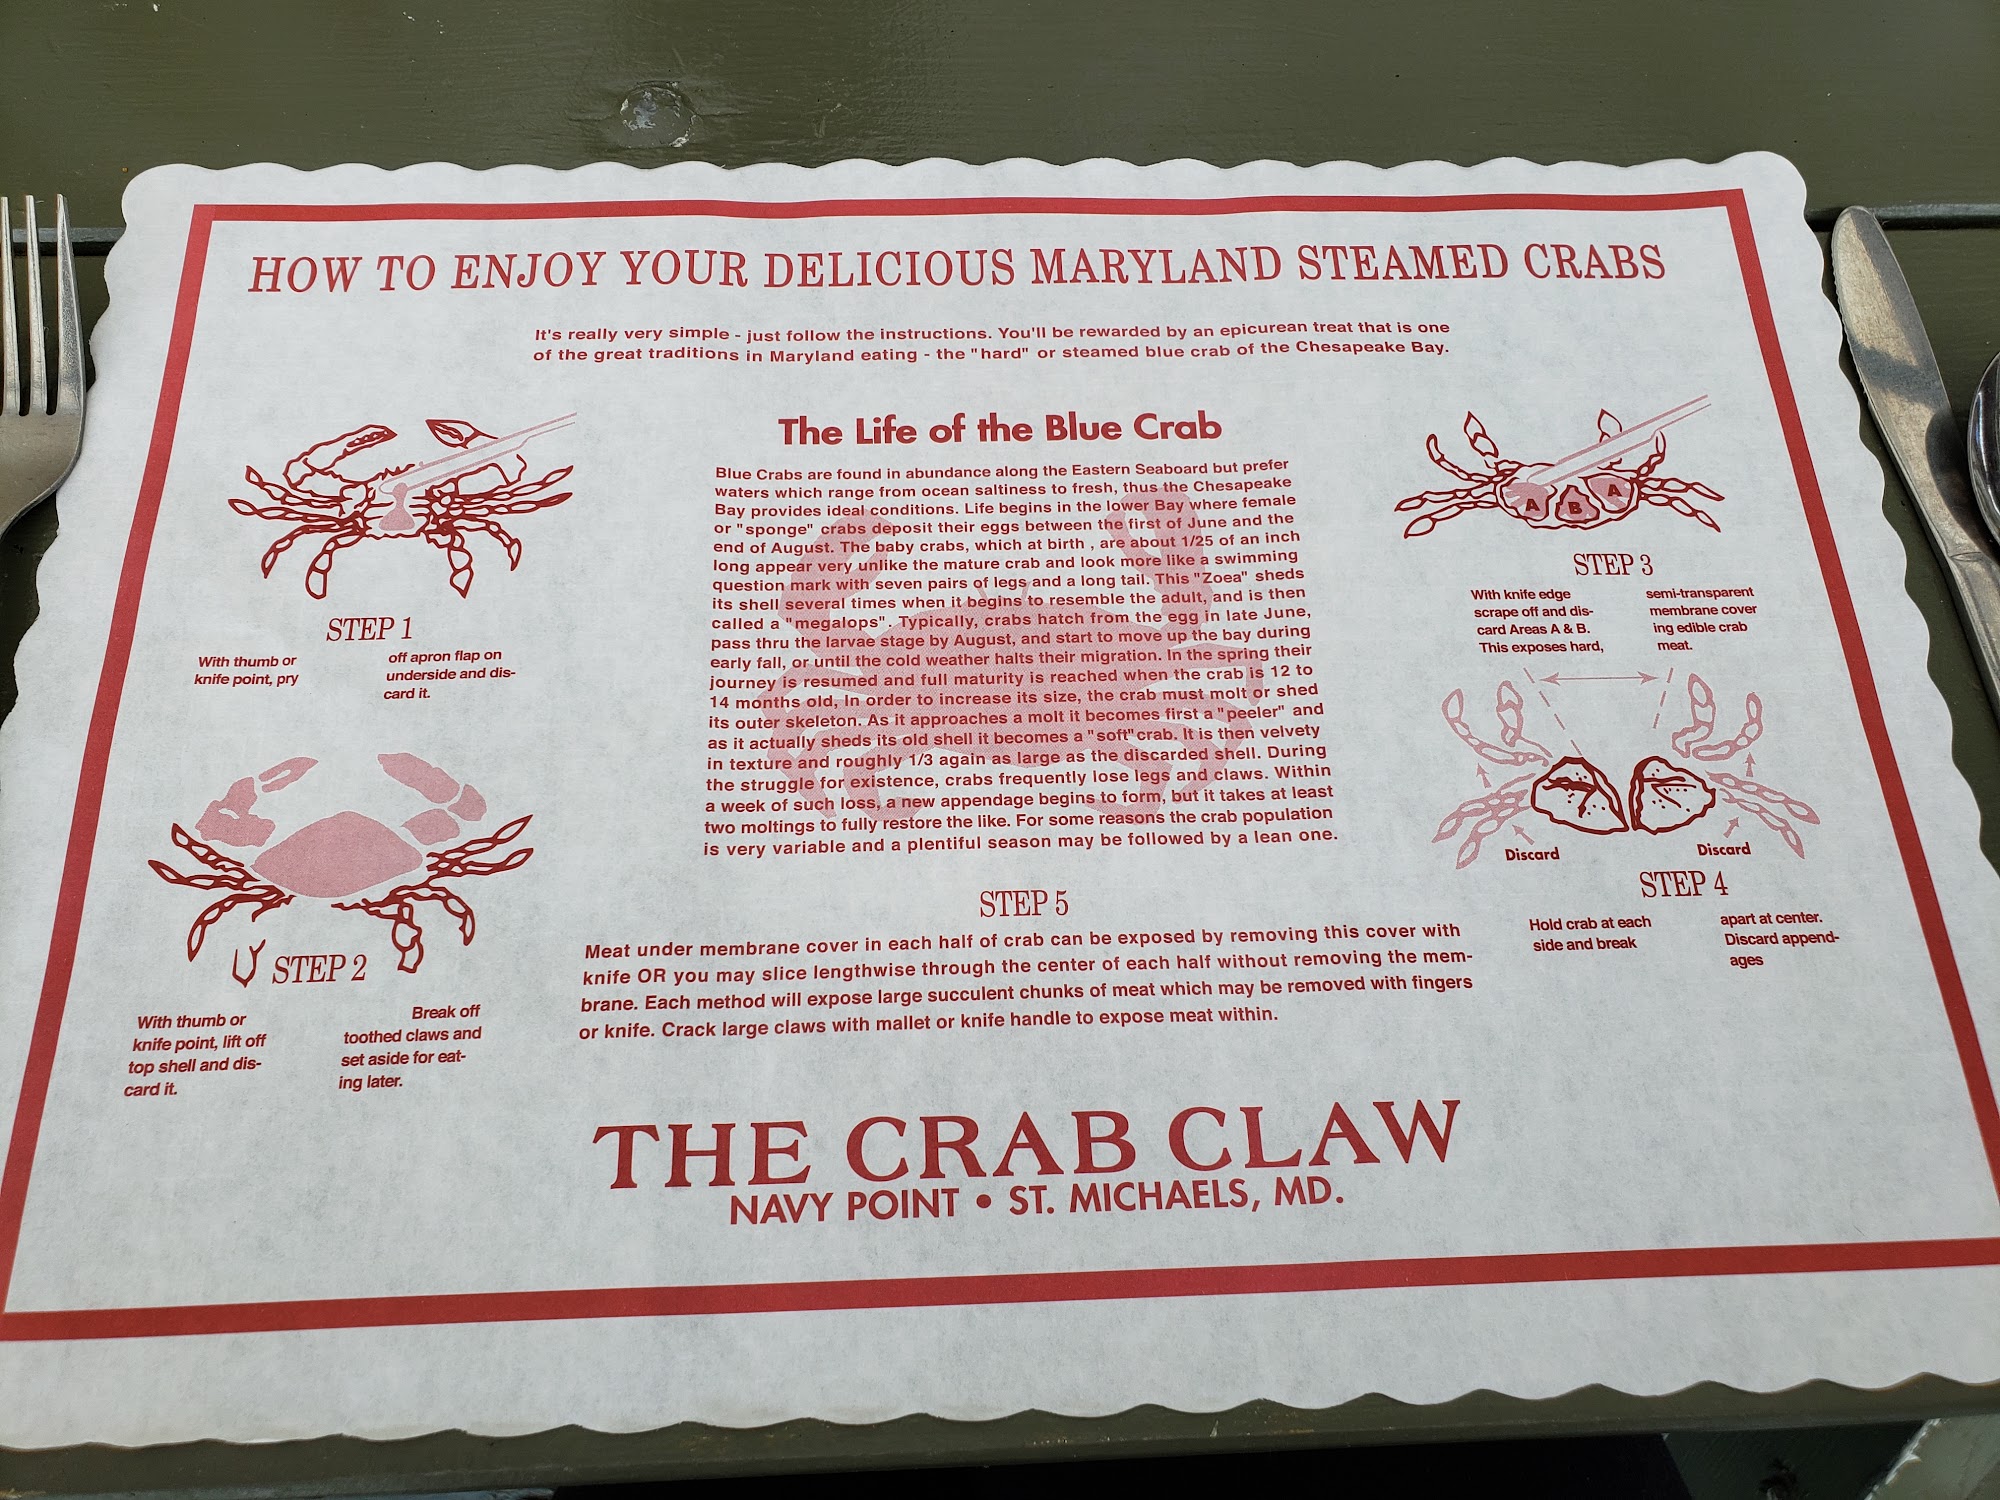 HOW TO ENJOY YOUR DELICIOUS MARYLAND STEAMED CRABS
It's really very simple - just follow the instructions. You'll be rewarded by an epicurean treat that is one
of the great traditions in Maryland eating - the "hard" or steamed blue crab of the Chesapeake Bay.
STEP 1
With thumb or
knife point, pry
off apron flap on
underside and dis-
card it.
STEP 2
With thumb or
knife point, lift off
top shell and dis-
card it.
Break off
toothed claws and
set aside for eat-
ing later.
The Life of the Blue Crab
Blue Crabs are found in abundance along the Eastern Seaboard but prefer
waters which range from ocean saltiness to fresh, thus the Chesapeake
Bay provides ideal conditions. Life begins in the lower Bay where female
or "sponge" crabs deposit their eggs between the first of June and the
end of August. The baby crabs, which at birth , are about 1/25 of an inch
long appear very unlike the mature crab and look more like a swimming
question mark with seven pairs of legs and a long tail. This "Zoea" sheds
its shell several times when it begins to resemble the adult, and is then
called a "megalops". Typically, crabs hatch from the egg in late June,
pass thru the larvae stage by August, and start to move up the bay during
early fall, or until the cold weather halts their migration. In the spring their
journey is resumed and full maturity is reached when the crab is 12 to
14 months old, In order to increase its size, the crab must molt or shed
its outer skeleton. As it approaches a molt it becomes first a "peeler" and
as it actually sheds its old shell it becomes a "soft" crab. It is then velvety
in texture and roughly 1/3 again as large as the discarded shell. During
the struggle for existence, crabs frequently lose legs and claws. Within
a week of such loss, a new appendage begins to form, but it takes at least
two moltings to fully restore the like. For some reasons the crab population
is very variable and a plentiful season may be followed by a lean one.
A
B
A
STEP 3
With knife edge
scrape off and dis-
card Areas A & B.
This exposes hard,
semi-transparent
membrane cover
ing edible crab
meat.
Discard
Discard
STEP 4
Hold crab at each
side and break
apart at center.
Discard append-
ages
STEP 5
Meat under membrane cover in each half of crab can be exposed by removing this cover with
knife OR you may slice lengthwise through the center of each half without removing the mem-
brane. Each method will expose large succulent chunks of meat which may be removed with fingers
or knife. Crack large claws with mallet or knife handle to expose meat within.
THE CRAB CLAW
NAVY POINT • ST. MICHAELS, MD.